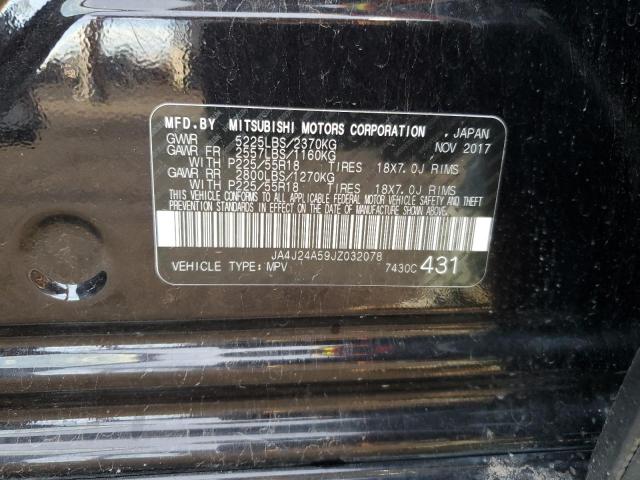 MFD.BY MITSUBISHI MOTORS CORPORATION . JAPAN
GVWR 5225LBS/2370KG NOV 2017
GAWR FR 2557LBS/1160KG
WITH P225/55R18 TIRES 18X7.0J RIMS
GAWR RR 2800LBS/1270KG
WITH P225/55R18 TIRES 18X7.0J RIMS
THIS VEHICLE CONFORMS TO ALL APPLICABLE FEDERAL MOTOR VEHICLE SAFETY AND THEFT
PREVENTION STANDARDS IN EFFECT ON THE DATE OF MANUFACTURE SHOWN ABOVE.
JA4J24A59JZ032078
VEHICLE TYPE: MPV 7430C 431